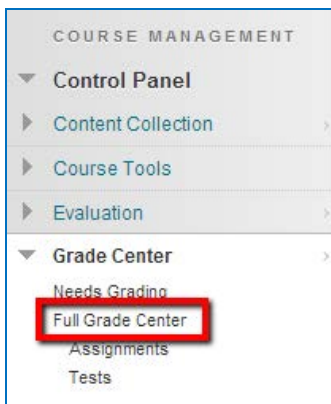 COURSE MANAGEMENT
Control Panel
Content Collection
Course Tools
Evaluation
Grade Center
Needs Grading
Full Grade Center
Assignments
Tests